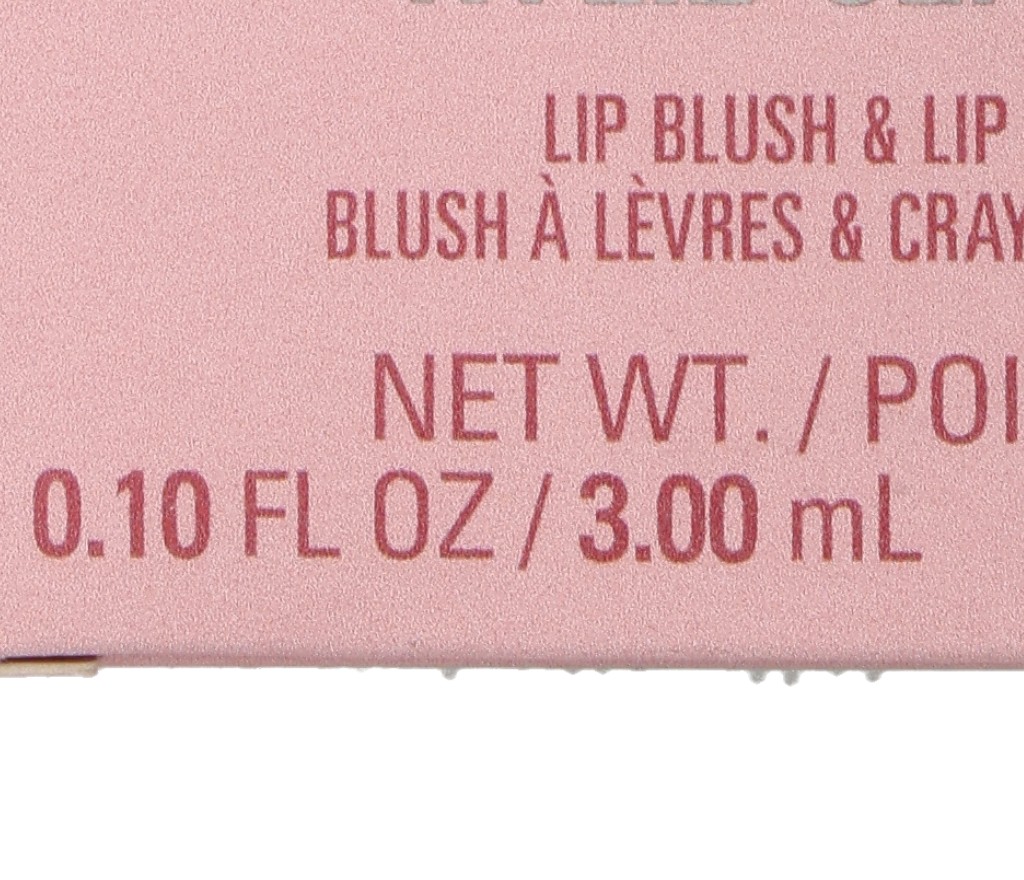 LIP BLUSH & LIP
BLUSH À LÈVRES & CRAY
NET WT. / POI
0.10 FL OZ / 3.00 mL